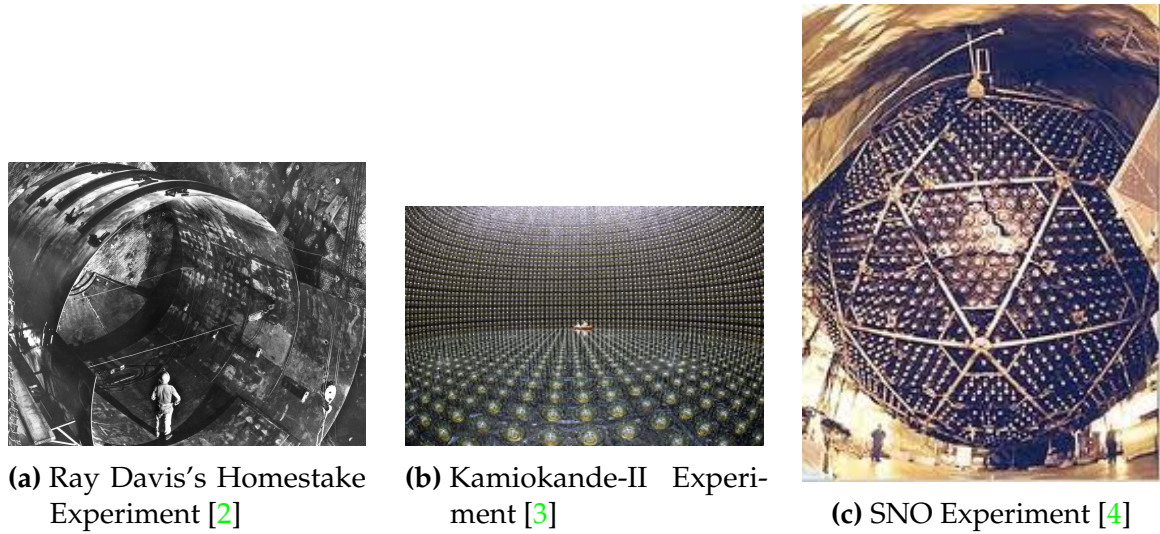 (a) Ray Davis's Homestake
Experiment [2]
(b) Kamiokande-II Experi-
ment [3]
(c) SNO Experiment [4]